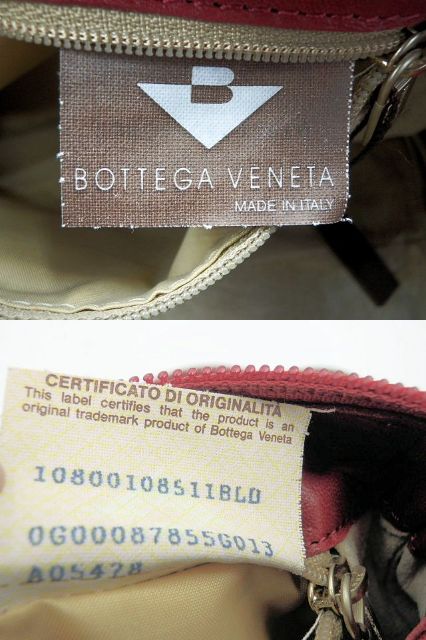 B
BOTTEGA VENETA
MADE IN ITALY
CERTIFICATO DI ORIGINALITA
This label certifies that the product is an
original trademark product of Bottega Veneta
10800108511BLD
0G00087855G013
A05478